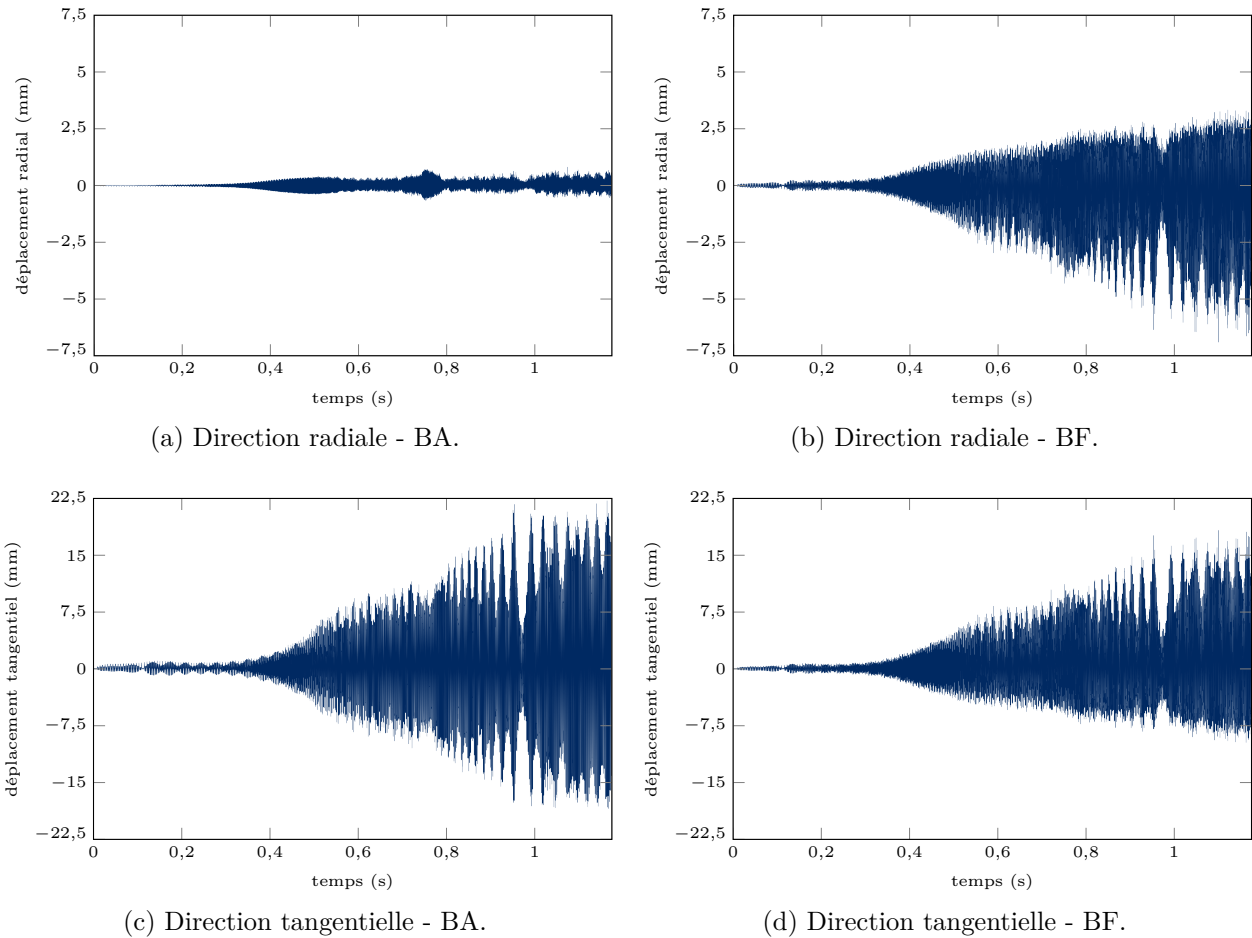 7,5
5
2,5
0
−2,5
−5
−7,5
déplacement radial (mm)
0 0,2 0,4 0,6 0,8 1
temps (s)
(a) Direction radiale - BA.
7,5
5
2,5
0
−2,5
−5
−7,5
déplacement radial (mm)
0 0,2 0,4 0,6 0,8 1
temps (s)
(b) Direction radiale - BF.
22,5
15
7,5
0
−7,5
−15
−22,5
déplacement tangentiel (mm)
0 0,2 0,4 0,6 0,8 1
temps (s)
(c) Direction tangentielle - BA.
22,5
15
7,5
0
−7,5
−15
−22,5
déplacement tangentiel (mm)
0 0,2 0,4 0,6 0,8 1
temps (s)
(d) Direction tangentielle - BF.